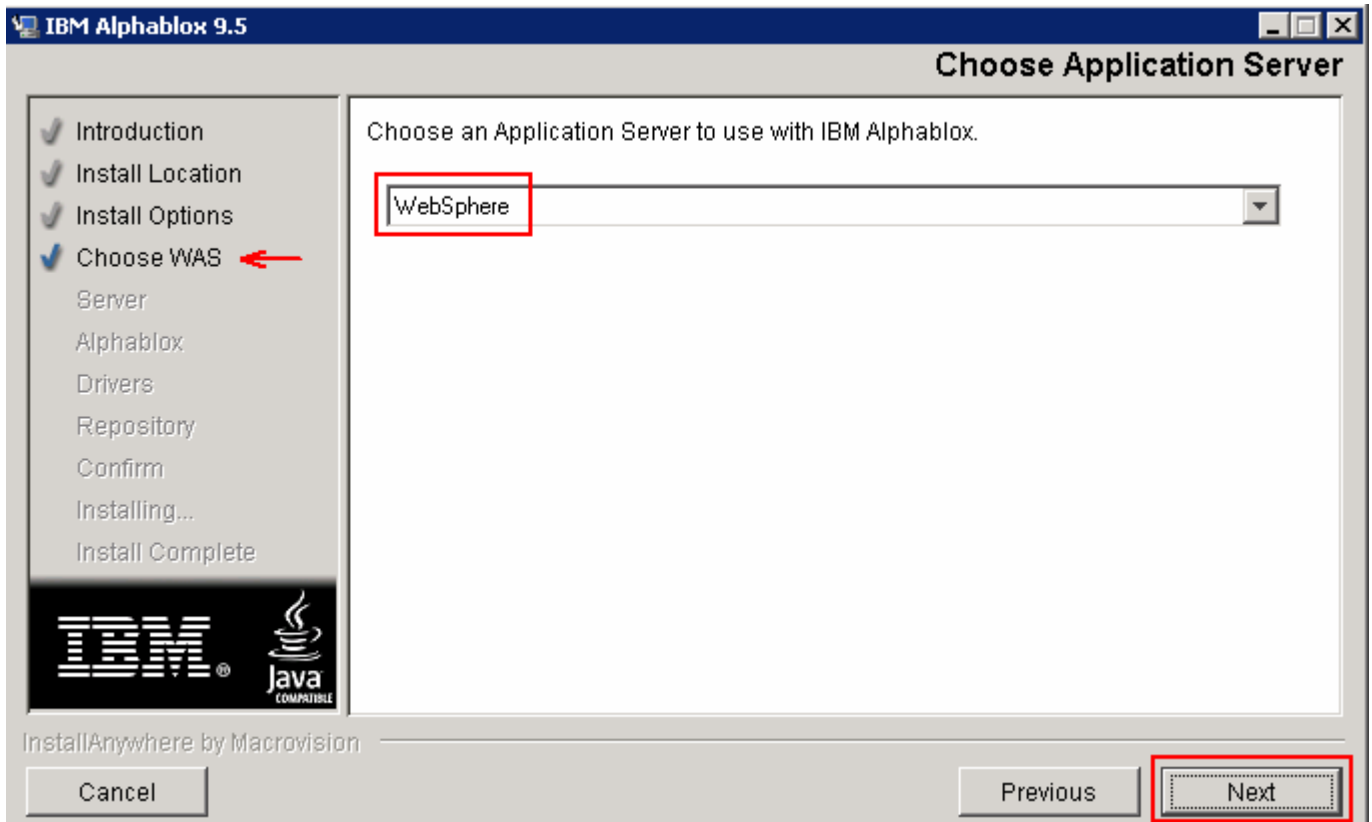 IBM Alphablox 9.5
Choose Application Server
Introduction
Install Location
Install Options
Choose WAS
Server
Alphablox
Drivers
Repository
Confirm
Installing...
Install Complete
IBM®
Java
COMPATIBLE
Choose an Application Server to use with IBM Alphablox.
WebSphere
InstallAnywhere by Macrovision
Cancel
Previous
Next